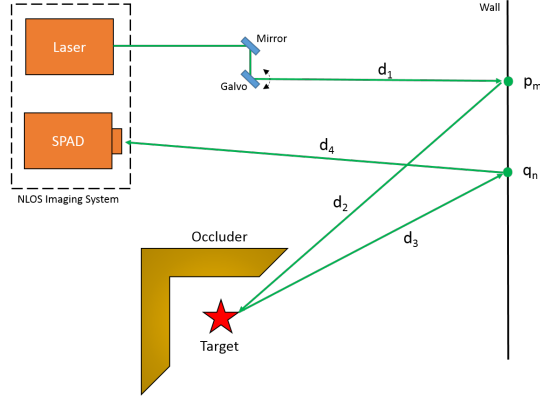 Wall
Laser
Mirror
Galvo
d1
pm
SPAD
d4
qn
NLOS Imaging System
d2
d3
Occluder
Target